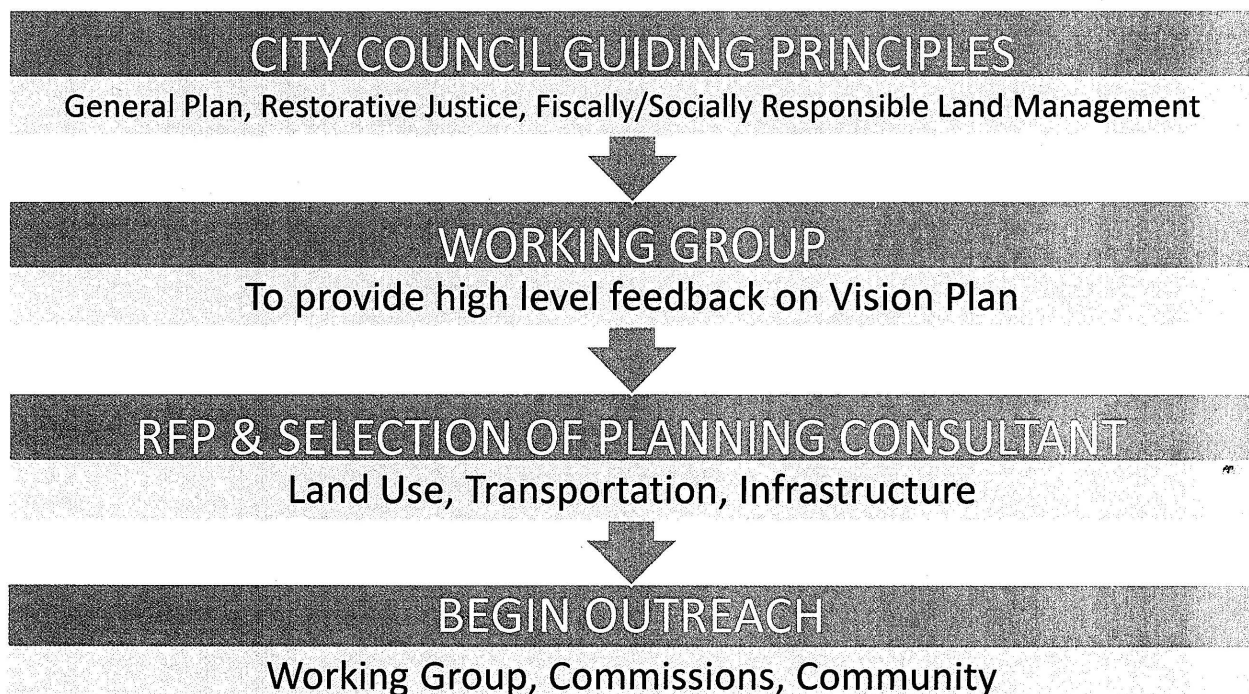 CITY COUNCIL GUIDING PRINCIPLES
General Plan, Restorative Justice, Fiscally/Socially Responsible Land Management
WORKING GROUP
To provide high level feedback on Vision Plan
RFP & SELECTION OF PLANNING CONSULTANT
Land Use, Transportation, Infrastructure
BEGIN OUTREACH
Working Group, Commissions, Community